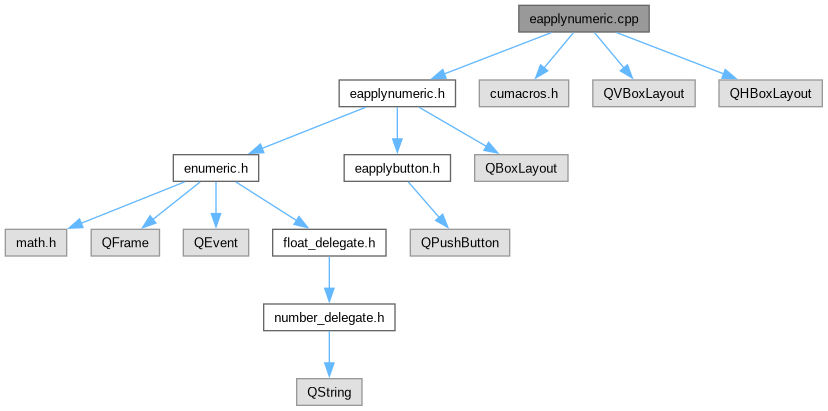 eapplynumeric.cpp
eapplynumeric.h
cumacros.h
QVBoxLayout
QHBoxLayout
enumeric.h
eapplybutton.h
QBoxLayout
math.h
QFrame
QEvent
float_delegate.h
QPushButton
number_delegate.h
QString